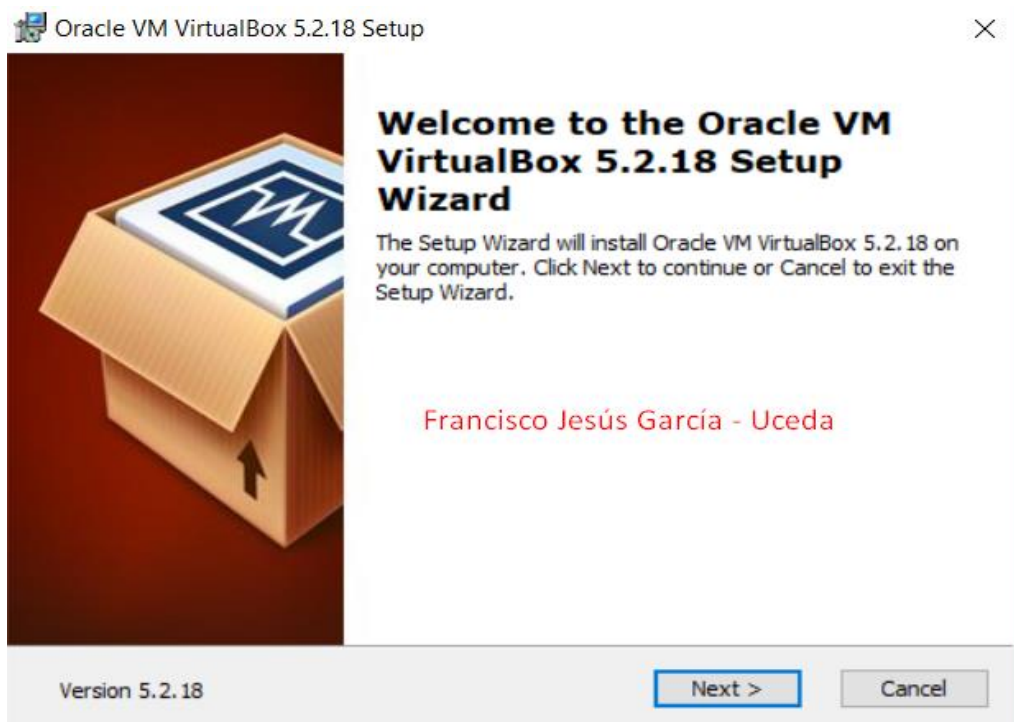 Oracle VM VirtualBox 5.2.18 Setup
Welcome to the Oracle VM
VirtualBox 5.2.18 Setup
Wizard
The Setup Wizard will install Oracle VM VirtualBox 5.2.18 on
your computer. Click Next to continue or Cancel to exit the
Setup Wizard.
Francisco Jesús García - Uceda
Version 5.2.18
Next >
Cancel